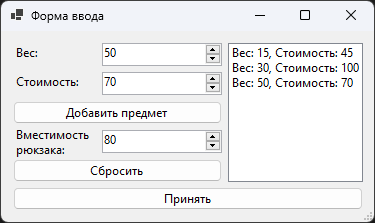 Форма ввода
Вес:
50
Стоимость:
70
Добавить предмет
Вместимость
рюкзака:
80
Сбросить
Вес: 15, Стоимость: 45
Вес: 30, Стоимость: 100
Вес: 50, Стоимость: 70
Принять